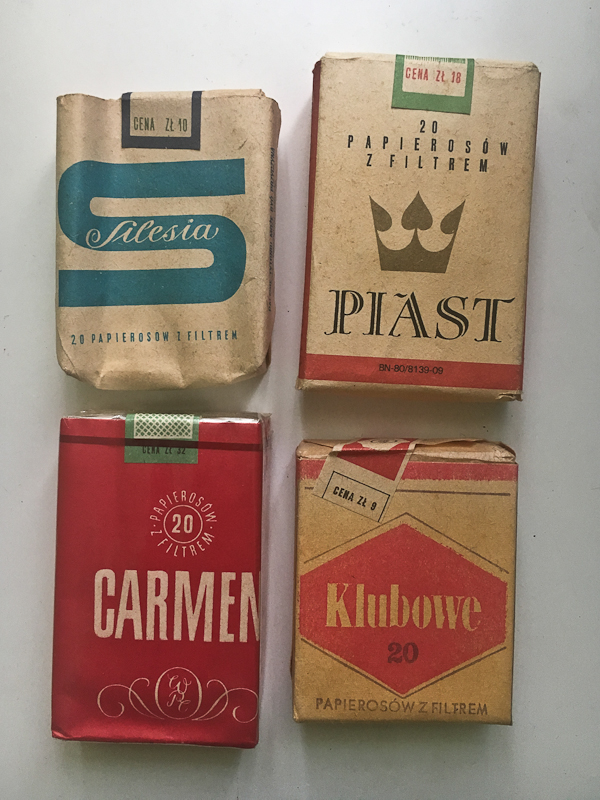 CENA ZŁ 10
Silesia
20 PAPIEROSÓW Z FILTREM
CENA ZŁ 18
20
PAPIEROSÓW
Z FILTREM
PIAST
BN-80/8139-09
CENA ZŁ 32
PAPIEROSÓW
20
Z FILTREM
CARMEN
CENA ZŁ 9
Klubowe
20
PAPIEROSÓW Z FILTREM